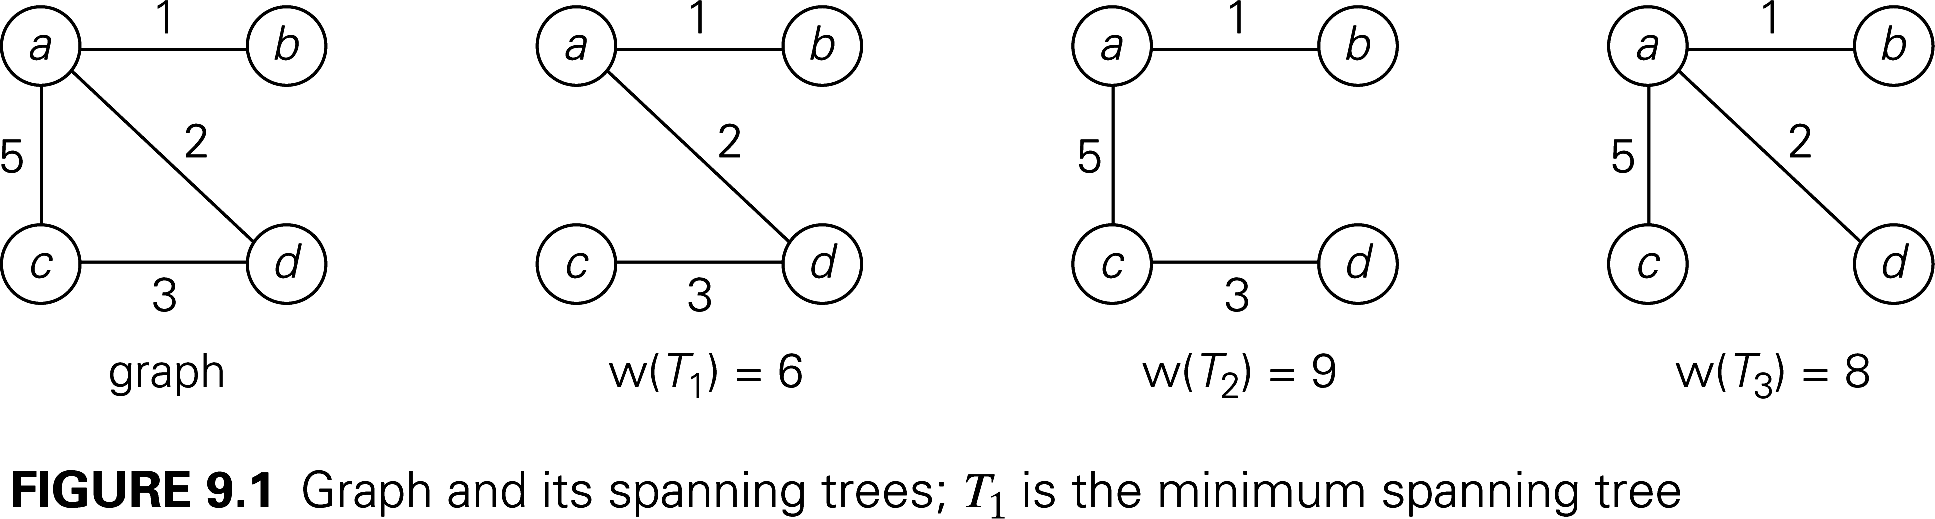 a 1 b
5 2
c 3 d
graph
a 1 b
2
c 3 d
w(T₁) = 6
a 1 b
5
c 3 d
w(T₂) = 9
a 1 b
5 2
c d
w(T₃) = 8
FIGURE 9.1 Graph and its spanning trees; T₁ is the minimum spanning tree